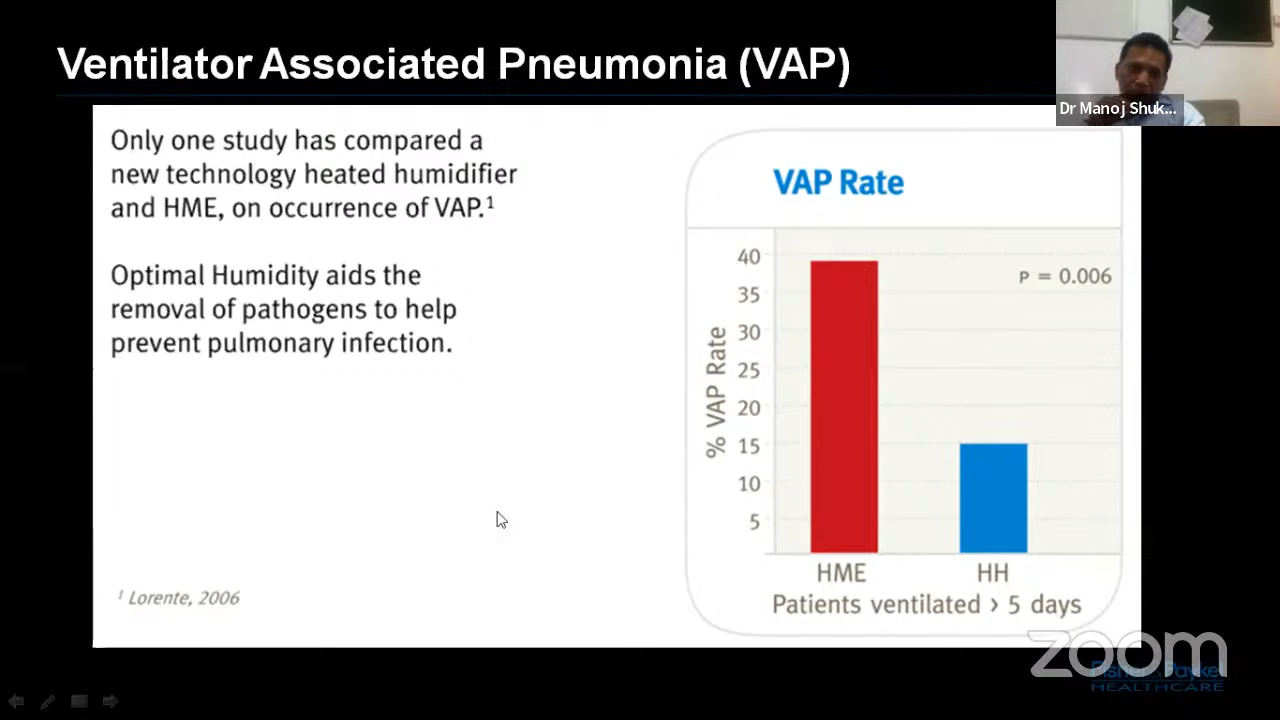 Ventilator Associated Pneumonia (VAP)
Dr Manoj Shuk...
Only one study has compared a
new technology heated humidifier
and HME, on occurrence of VAP.¹
Optimal Humidity aids the
removal of pathogens to help
prevent pulmonary infection.
¹ Lorente, 2006
VAP Rate
P = 0.006
% VAP Rate
40
35
30
25
20
15
10
5
HME HH
Patients ventilated > 5 days
zoom
Fisher & Paykel
HEALTHCARE